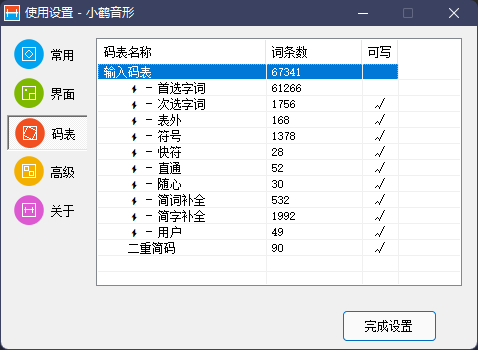 使用设置 - 小鹤音形
常用
界面
码表
高级
关于
码表名称 词条数 可写
输入码表 67341
- 首选字词 61266
- 次选字词 1756 √
- 表外 168 √
- 符号 1378 √
- 快符 28 √
- 直通 52 √
- 随心 30 √
- 简词补全 532 √
- 简字补全 1992 √
- 用户 49 √
二重简码 90 √
完成设置